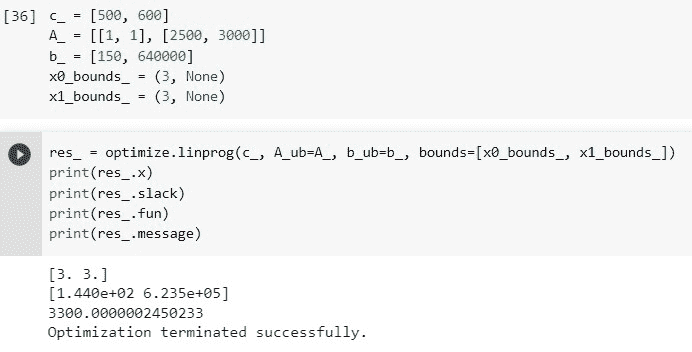 [36] c_ = [500, 600]
A_ = [[1, 1], [2500, 3000]]
b_ = [150, 640000]
x0_bounds_ = (3, None)
x1_bounds_ = (3, None)
res_ = optimize.linprog(c_, A_ub=A_, b_ub=b_, bounds=[x0_bounds_, x1_bounds_])
print(res_.x)
print(res_.slack)
print(res_.fun)
print(res_.message)
[3. 3.]
[1.440e+02 6.235e+05]
3300.0000002450233
Optimization terminated successfully.